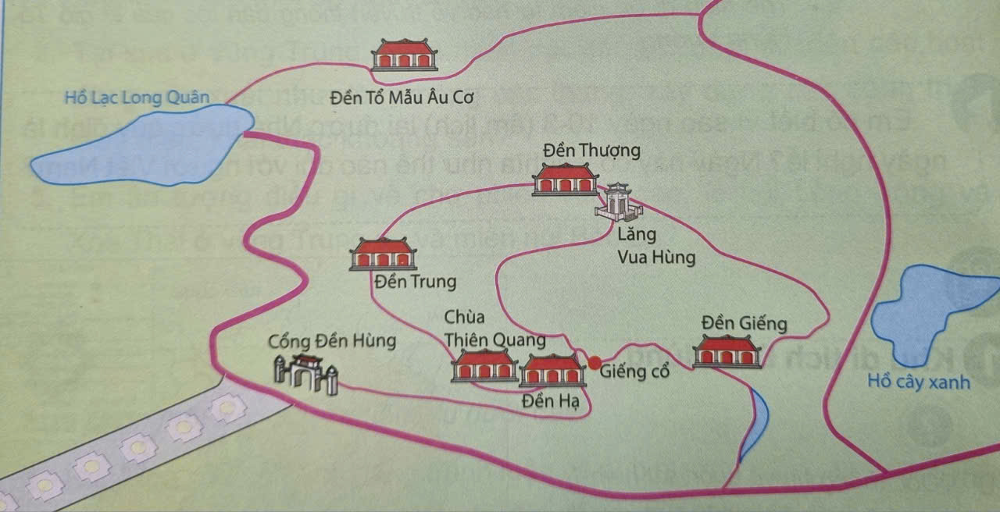 Hồ Lạc Long Quân
Đền Tổ Mẫu Âu Cơ
Đền Thượng
Lăng
Vua Hùng
Đền Trung
Chùa
Thiên Quang
Cổng Đền Hùng
Đền Giếng
Giếng cổ
Đền Hạ
Hồ cây xanh